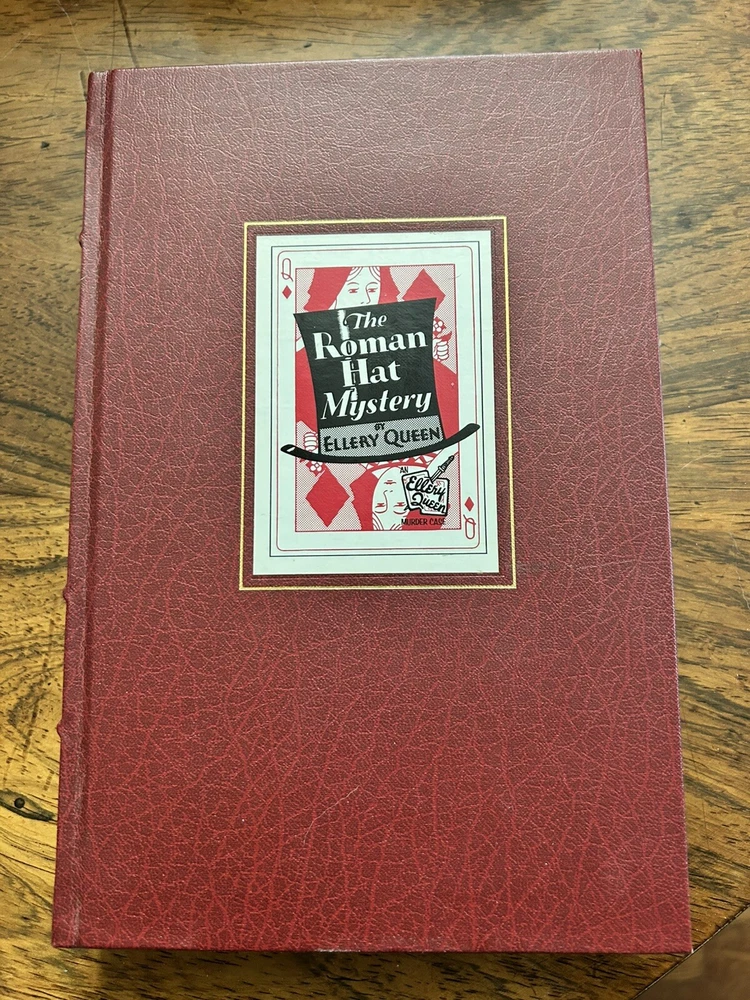 Q
The
Roman
Hat
Mystery
BY
ELLERY QUEEN
AN
Ellery
Queen
MURDER CASE
Q